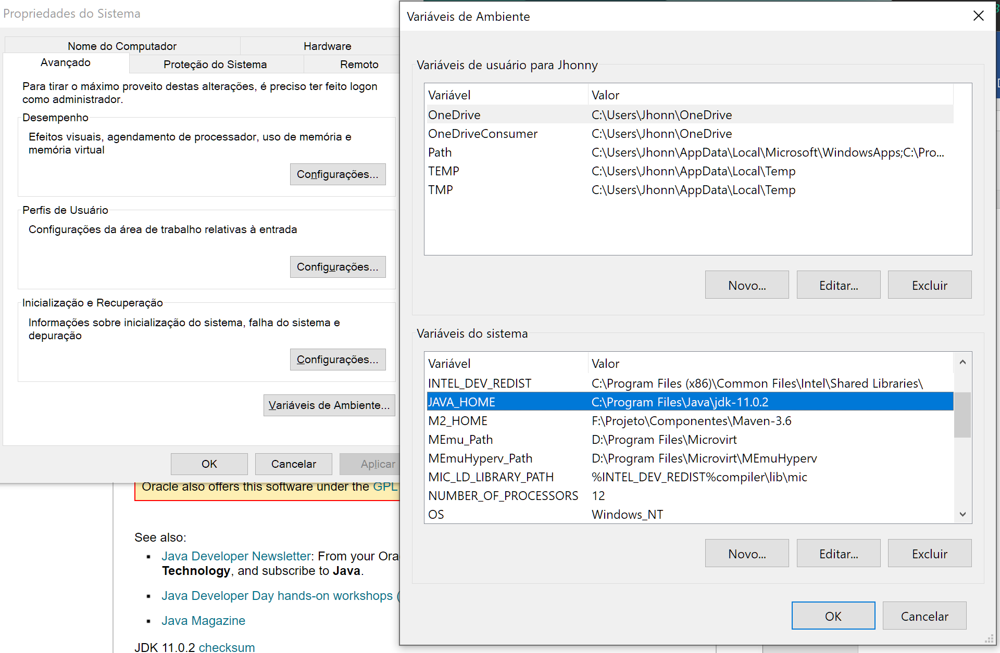 Propriedades do Sistema
Nome do Computador
Hardware
Avançado
Proteção do Sistema
Remoto
Para tirar o máximo proveito destas alterações, é preciso ter feito logon
como administrador.
Desempenho
Efeitos visuais, agendamento de processador, uso de memória e
memória virtual
Configurações...
Perfis de Usuário
Configurações da área de trabalho relativas à entrada
Configurações...
Inicialização e Recuperação
Informações sobre inicialização do sistema, falha do sistema e
depuração
Configurações...
Variáveis de Ambiente...
OK
Cancelar
Aplicar
Oracle also offers this software under the GPL
See also:
Java Developer Newsletter: From your Ora
Technology, and subscribe to Java.
Java Developer Day hands-on workshops (
Java Magazine
JDK 11.0.2 checksum
Variáveis de Ambiente
Variáveis de usuário para Jhonny
Variável Valor
OneDrive C:\Users\Jhonn\OneDrive
OneDriveConsumer C:\Users\Jhonn\OneDrive
Path C:\Users\Jhonn\AppData\Local\Microsoft\WindowsApps;C:\Pro...
TEMP C:\Users\Jhonn\AppData\Local\Temp
TMP C:\Users\Jhonn\AppData\Local\Temp
Novo... Editar... Excluir
Variáveis do sistema
Variável Valor
INTEL_DEV_REDIST C:\Program Files (x86)\Common Files\Intel\Shared Libraries\
JAVA_HOME C:\Program Files\Java\jdk-11.0.2
M2_HOME F:\Projeto\Componentes\Maven-3.6
MEmu_Path D:\Program Files\Microvirt
MEmuHyperv_Path D:\Program Files\Microvirt\MEmuHyperv
MIC_LD_LIBRARY_PATH %INTEL_DEV_REDIST%compiler\lib\mic
NUMBER_OF_PROCESSORS 12
OS Windows_NT
Novo... Editar... Excluir
OK Cancelar